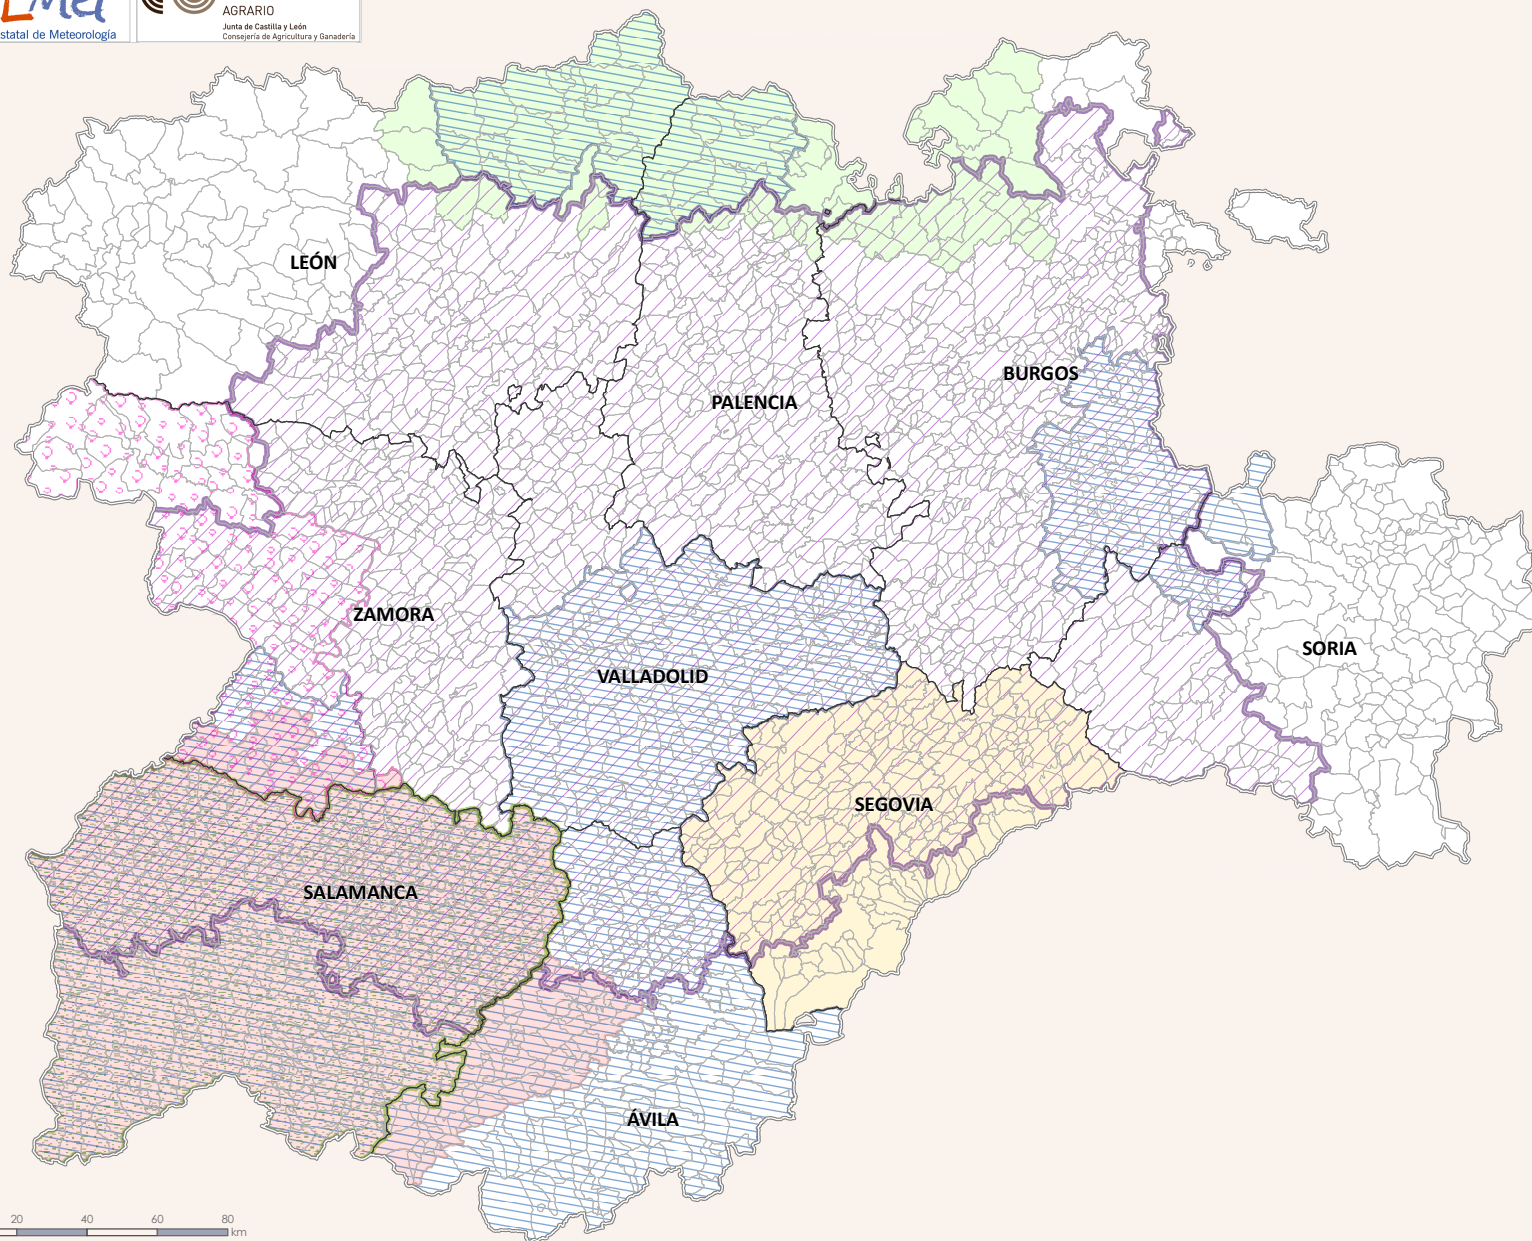 statal de Meteorología
AGRARIO
Junta de Castilla y León
Consejería de Agricultura y Ganadería
LEÓN
BURGOS
PALENCIA
ZAMORA
SORIA
VALLADOLID
SEGOVIA
SALAMANCA
ÁVILA
20 40 60 80
km